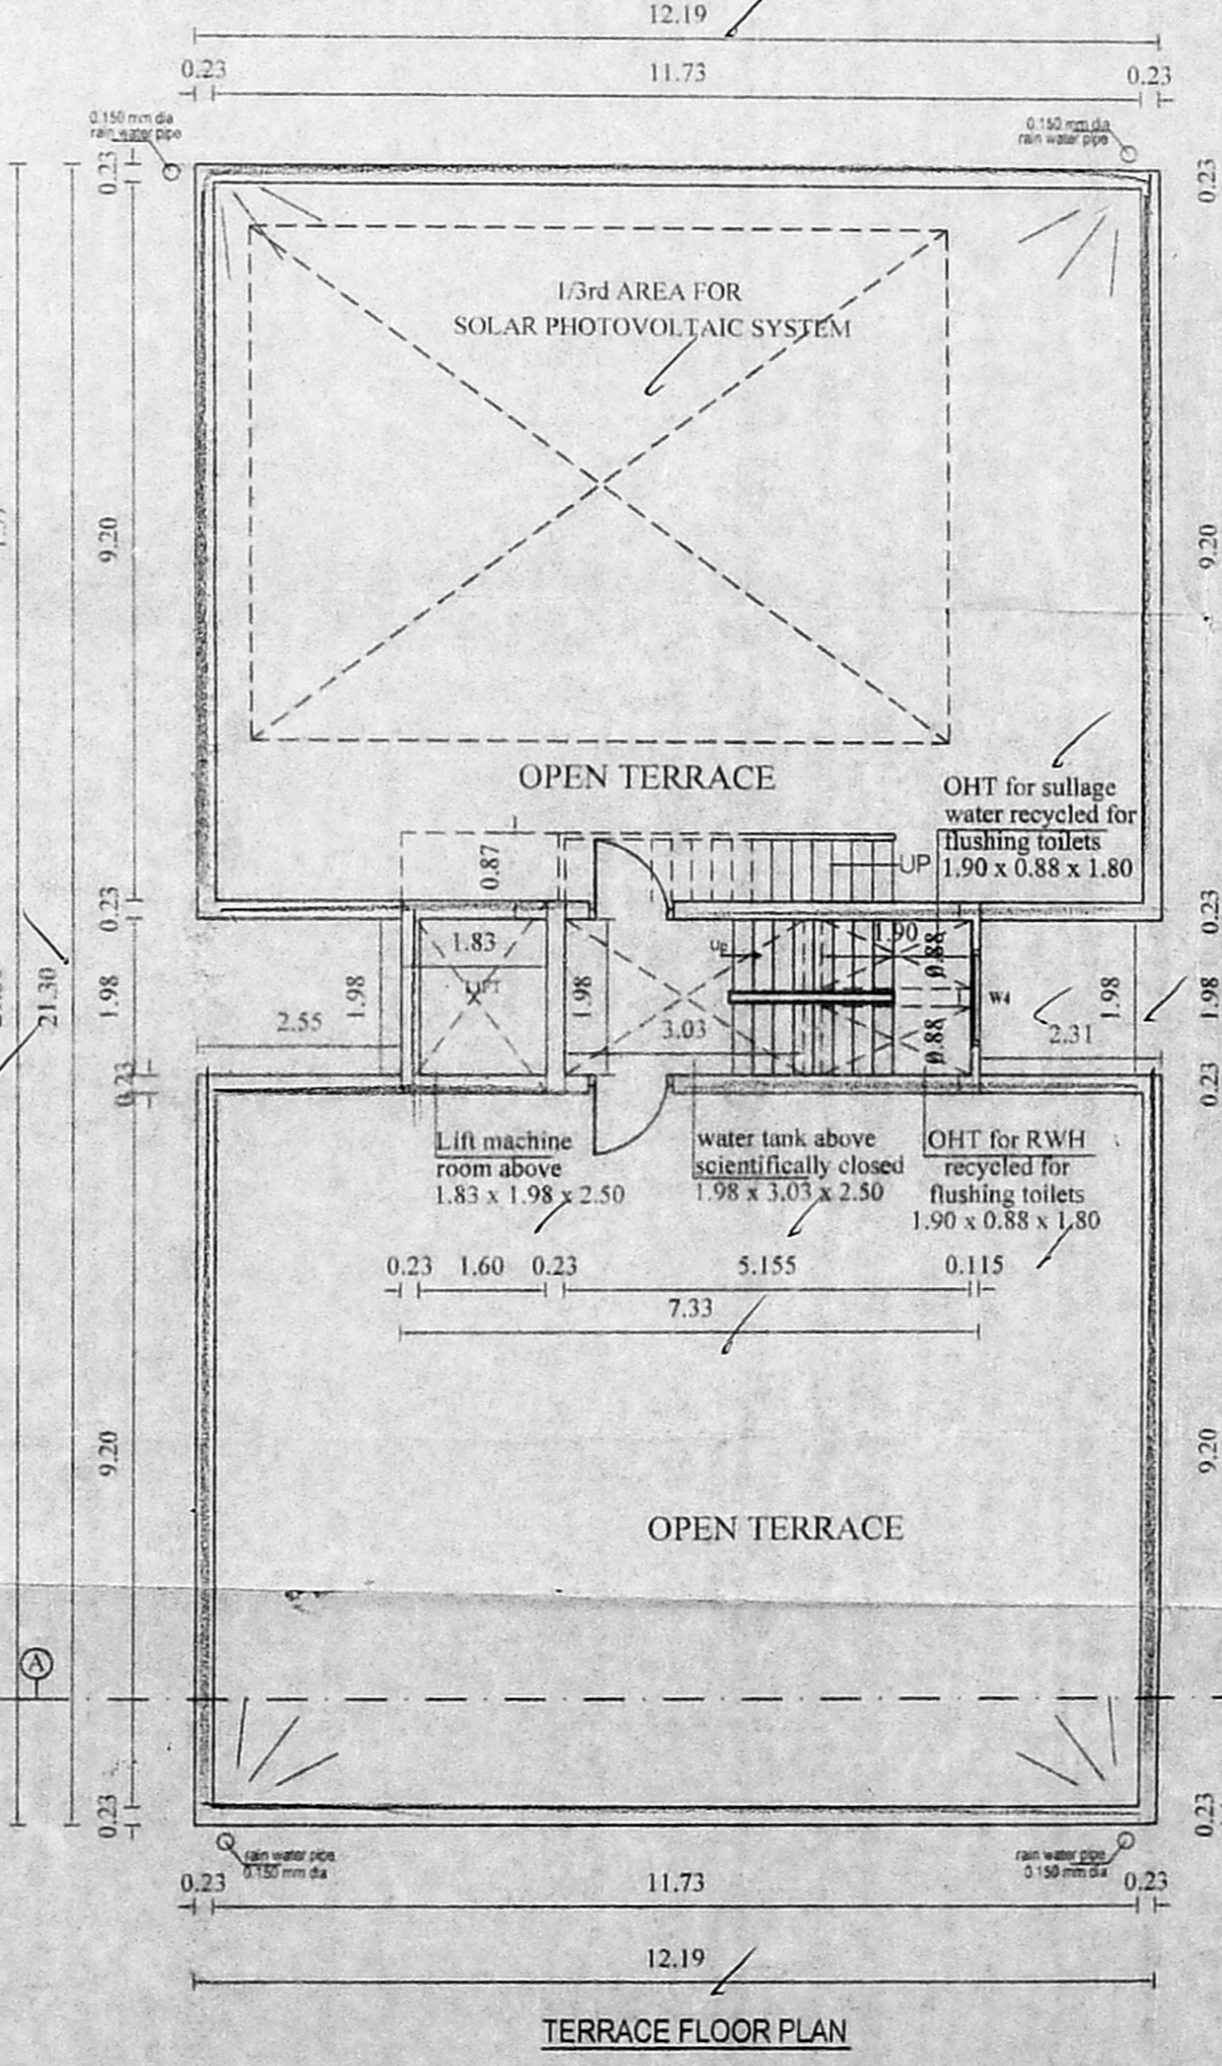 12.19
0.23
11.73
0.23
0.150 mm dia
rain water pipe
0.150 mm dia
rain water pipe
0.23
0.23
1/3rd AREA FOR
SOLAR PHOTOVOLTAIC SYSTEM
9.20
9.20
OPEN TERRACE
OHT for sullage
water recycled for
flushing toilets
1.90 x 0.88 x 1.80
0.87
UP
0.23
0.23
1.83
LIFT
1.98
UP
1.90
0.88
W4
21.30
1.98
2.55
1.98
3.03
0.88
2.31
1.98
1.98
0.23
0.23
Lift machine
room above
1.83 x 1.98 x 2.50
water tank above
scientifically closed
1.98 x 3.03 x 2.50
OHT for RWH
recycled for
flushing toilets
1.90 x 0.88 x 1.80
0.23
1.60
0.23
5.155
0.115
7.33
9.20
9.20
OPEN TERRACE
A
0.23
0.23
rain water pipe
0.150 mm dia
rain water pipe
0.150 mm dia
0.23
11.73
0.23
12.19
TERRACE FLOOR PLAN